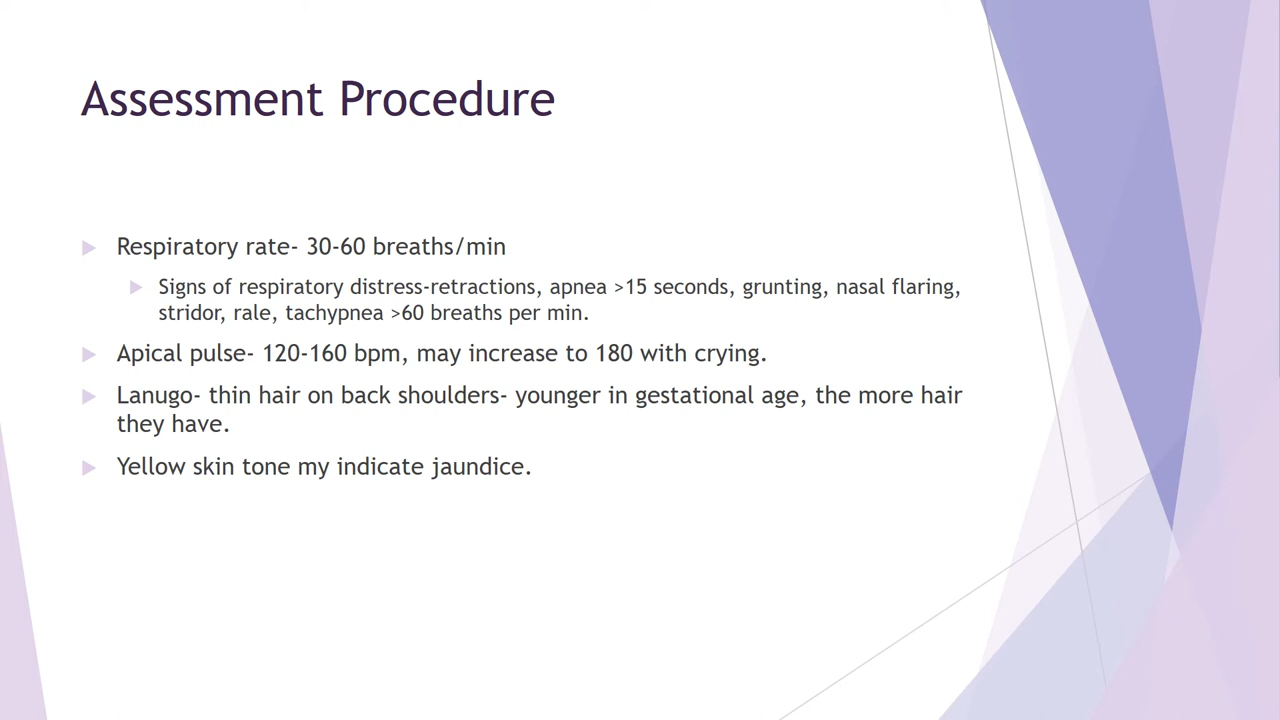 Assessment Procedure
Respiratory rate- 30-60 breaths/min
Signs of respiratory distress-retractions, apnea >15 seconds, grunting, nasal flaring,
stridor, rale, tachypnea >60 breaths per min.
Apical pulse- 120-160 bpm, may increase to 180 with crying.
Lanugo- thin hair on back shoulders- younger in gestational age, the more hair
they have.
Yellow skin tone my indicate jaundice.